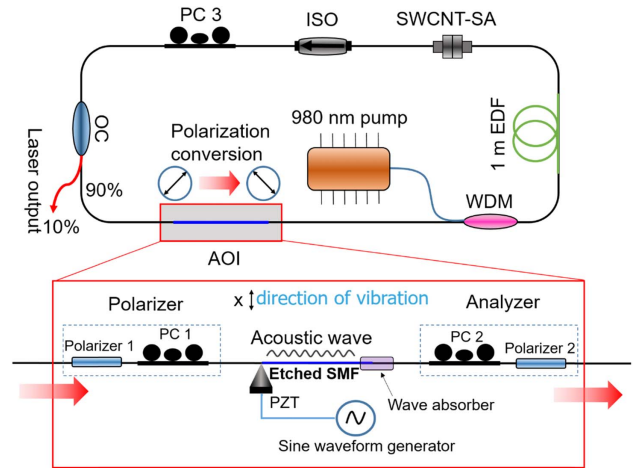 PC 3
ISO
SWCNT-SA
OC
Laser output
90%
10%
Polarization
conversion
980 nm pump
1 m EDF
WDM
AOI
Polarizer
x
direction of vibration
Analyzer
Polarizer 1
PC 1
Acoustic wave
PC 2
Polarizer 2
Etched SMF
PZT
Wave absorber
Sine waveform generator